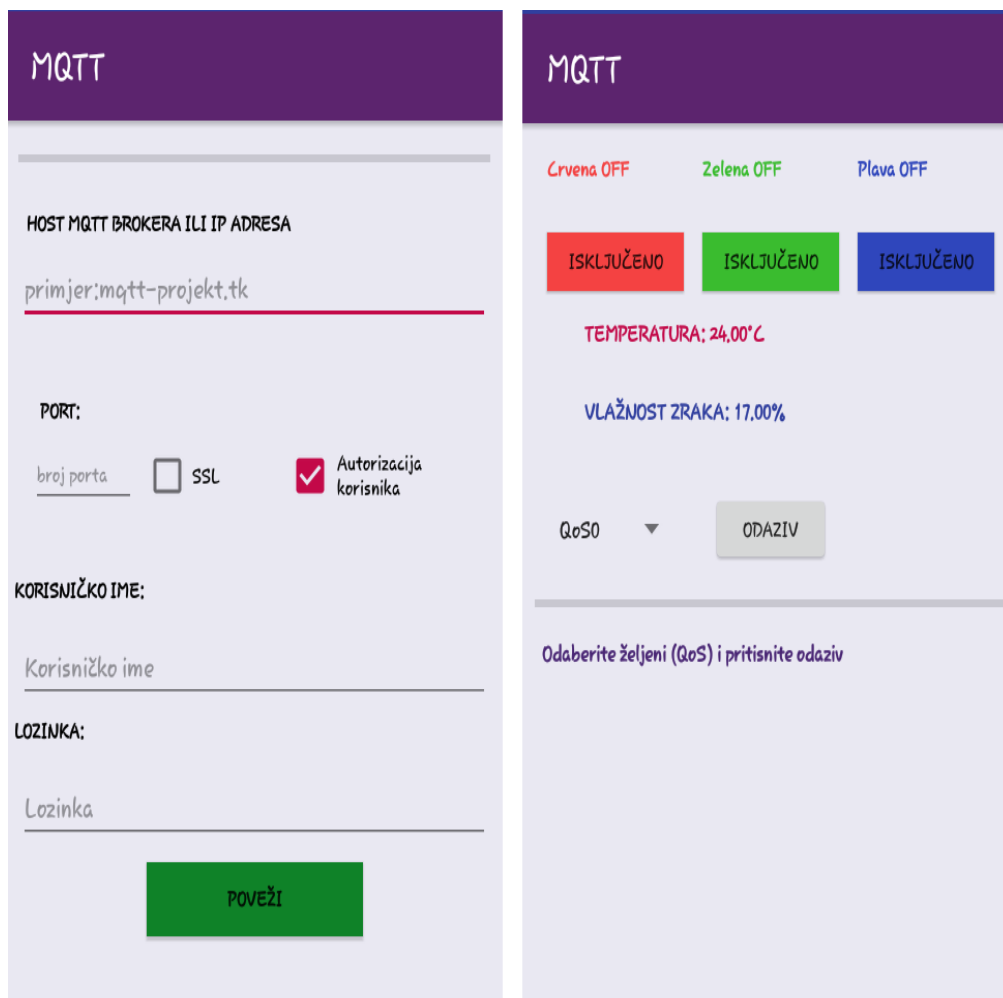 MQTT
HOST MQTT BROKERA ILI IP ADRESA
primjer:mqtt-projekt.tk
PORT:
broj porta
SSL
Autorizacija
korisnika
KORISNIČKO IME:
Korisničko ime
LOZINKA:
Lozinka
POVEŽI
MQTT
Crvena OFF
Zelena OFF
Plava OFF
ISKLJUČENO
ISKLJUČENO
ISKLJUČENO
TEMPERATURA: 24.00°C
VLAŽNOST ZRAKA: 17.00%
QoS0
ODAZIV
Odaberite željeni (QoS) i pritisnite odaziv